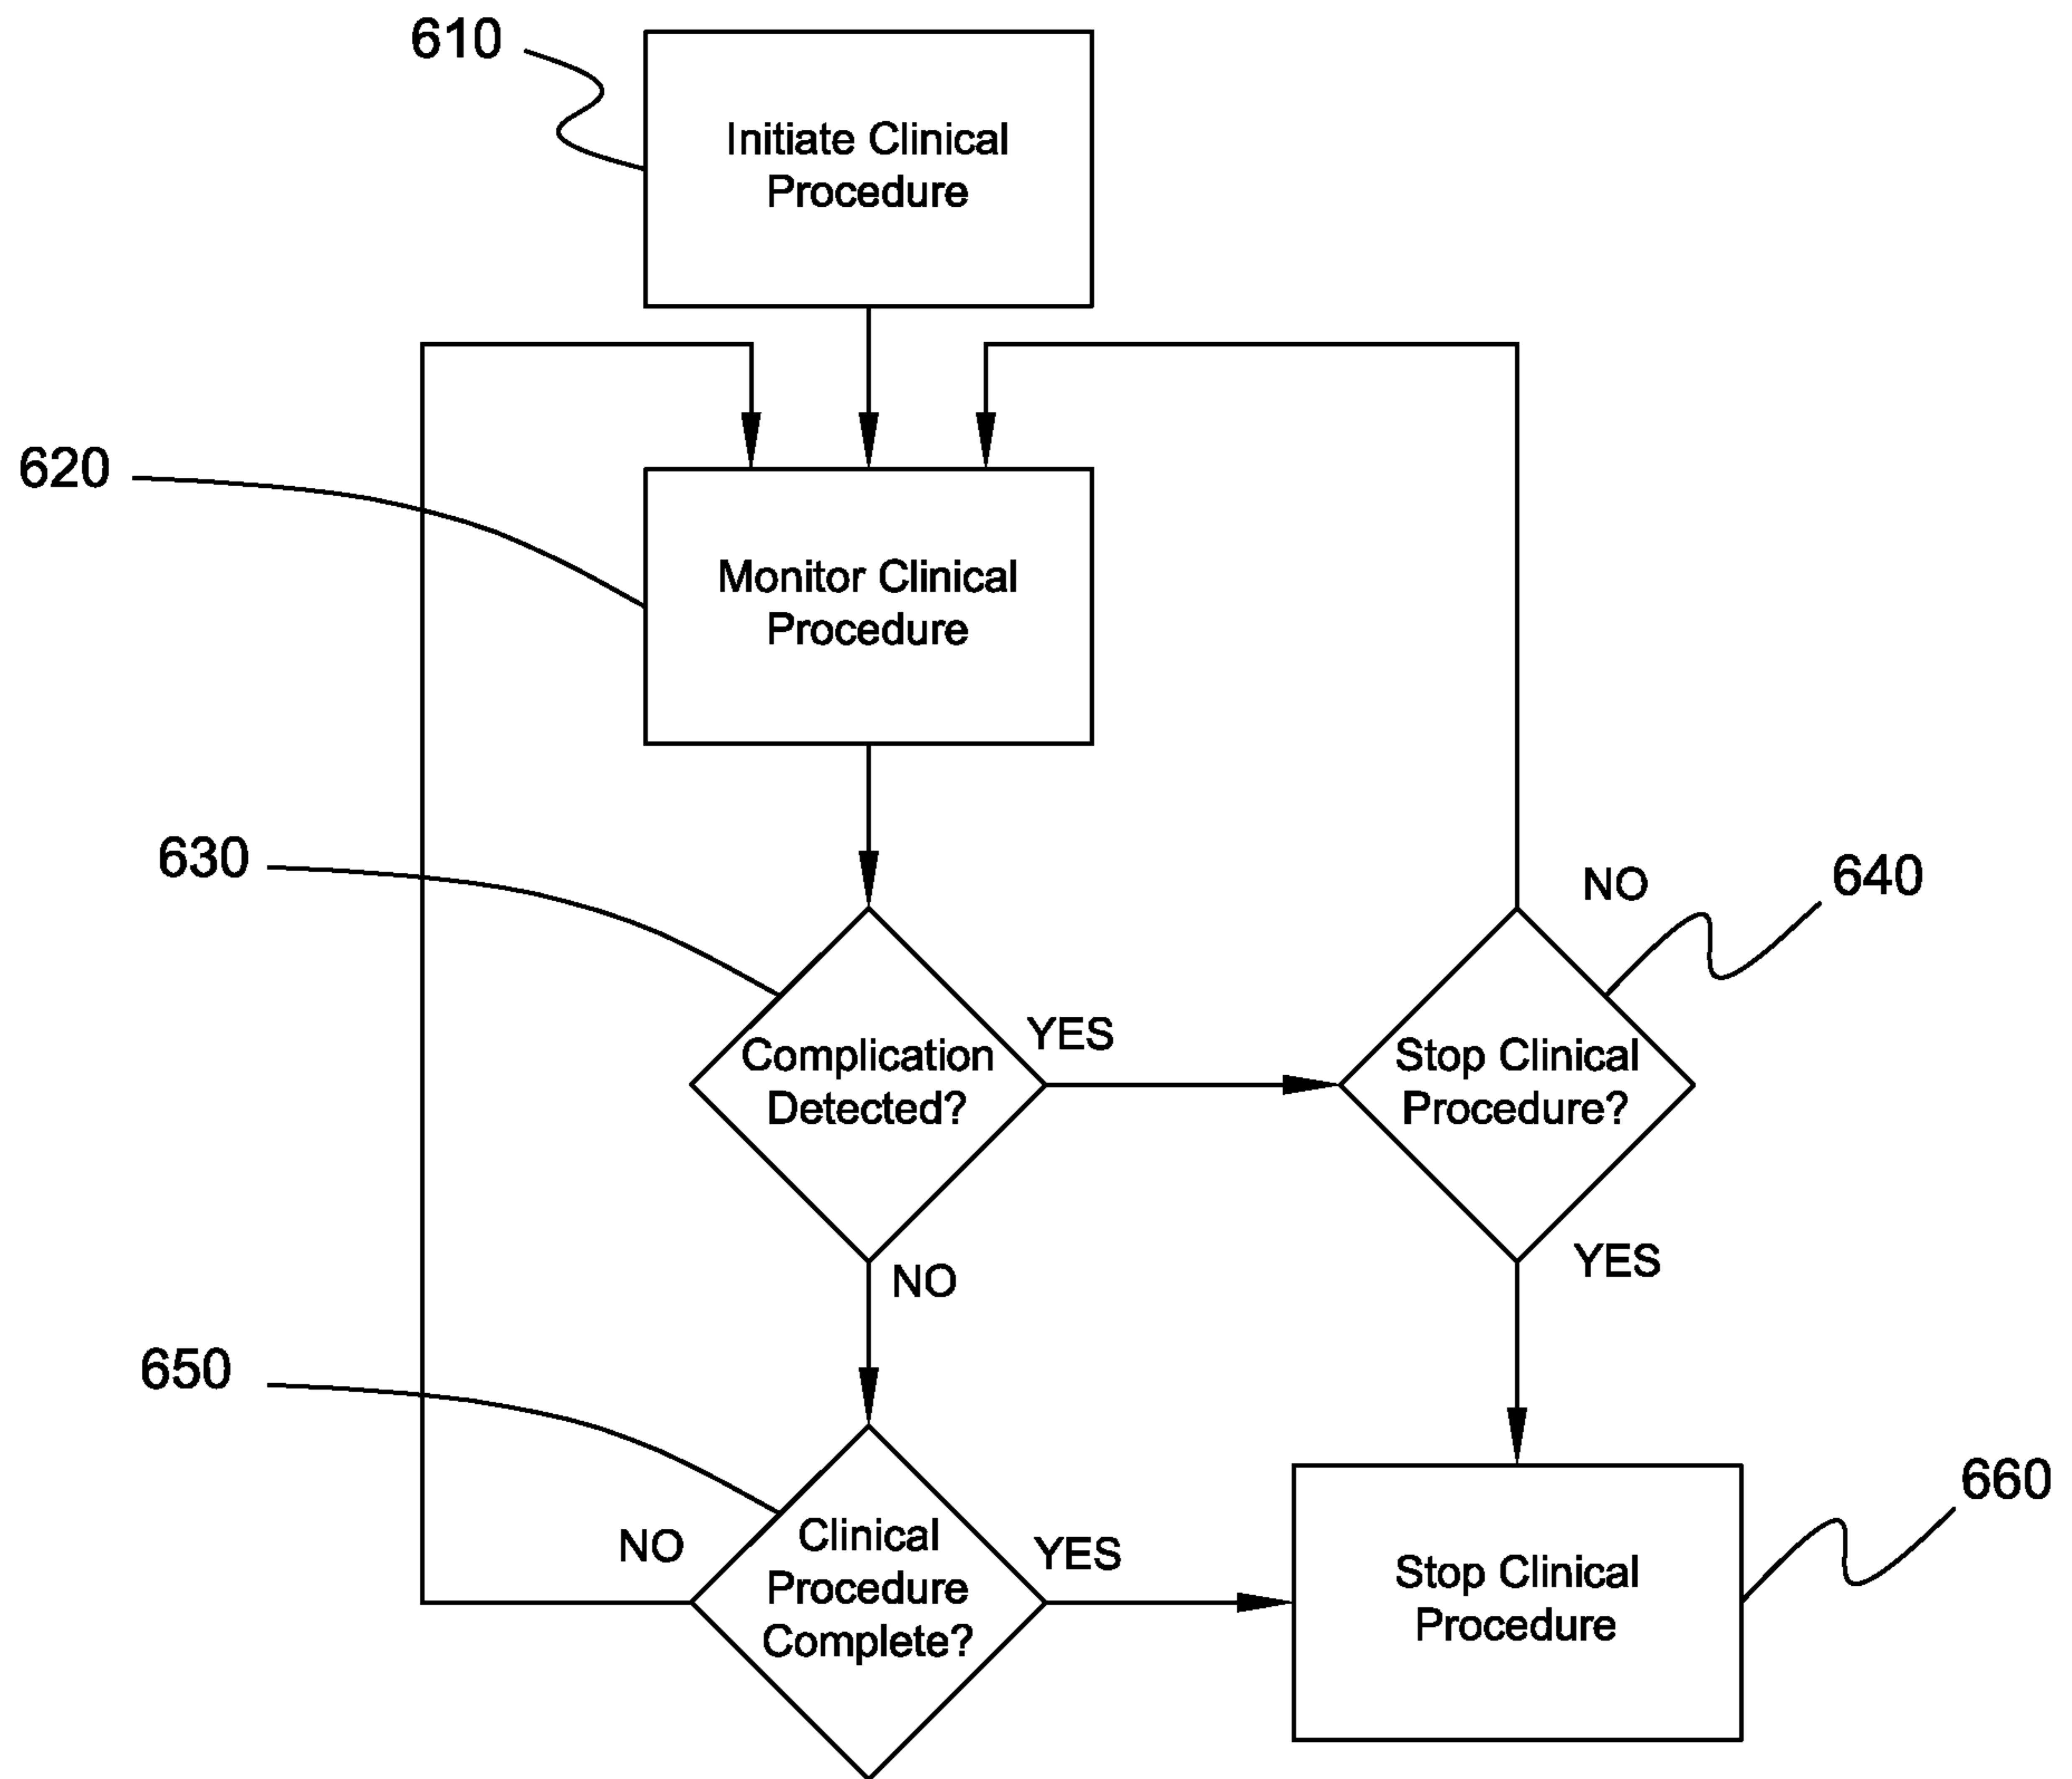 610
Initiate Clinical
Procedure
620
Monitor Clinical
Procedure
630
Complication
Detected?
YES
NO
640
NO
Stop Clinical
Procedure?
YES
650
NO
Clinical
Procedure
Complete?
YES
660
Stop Clinical
Procedure